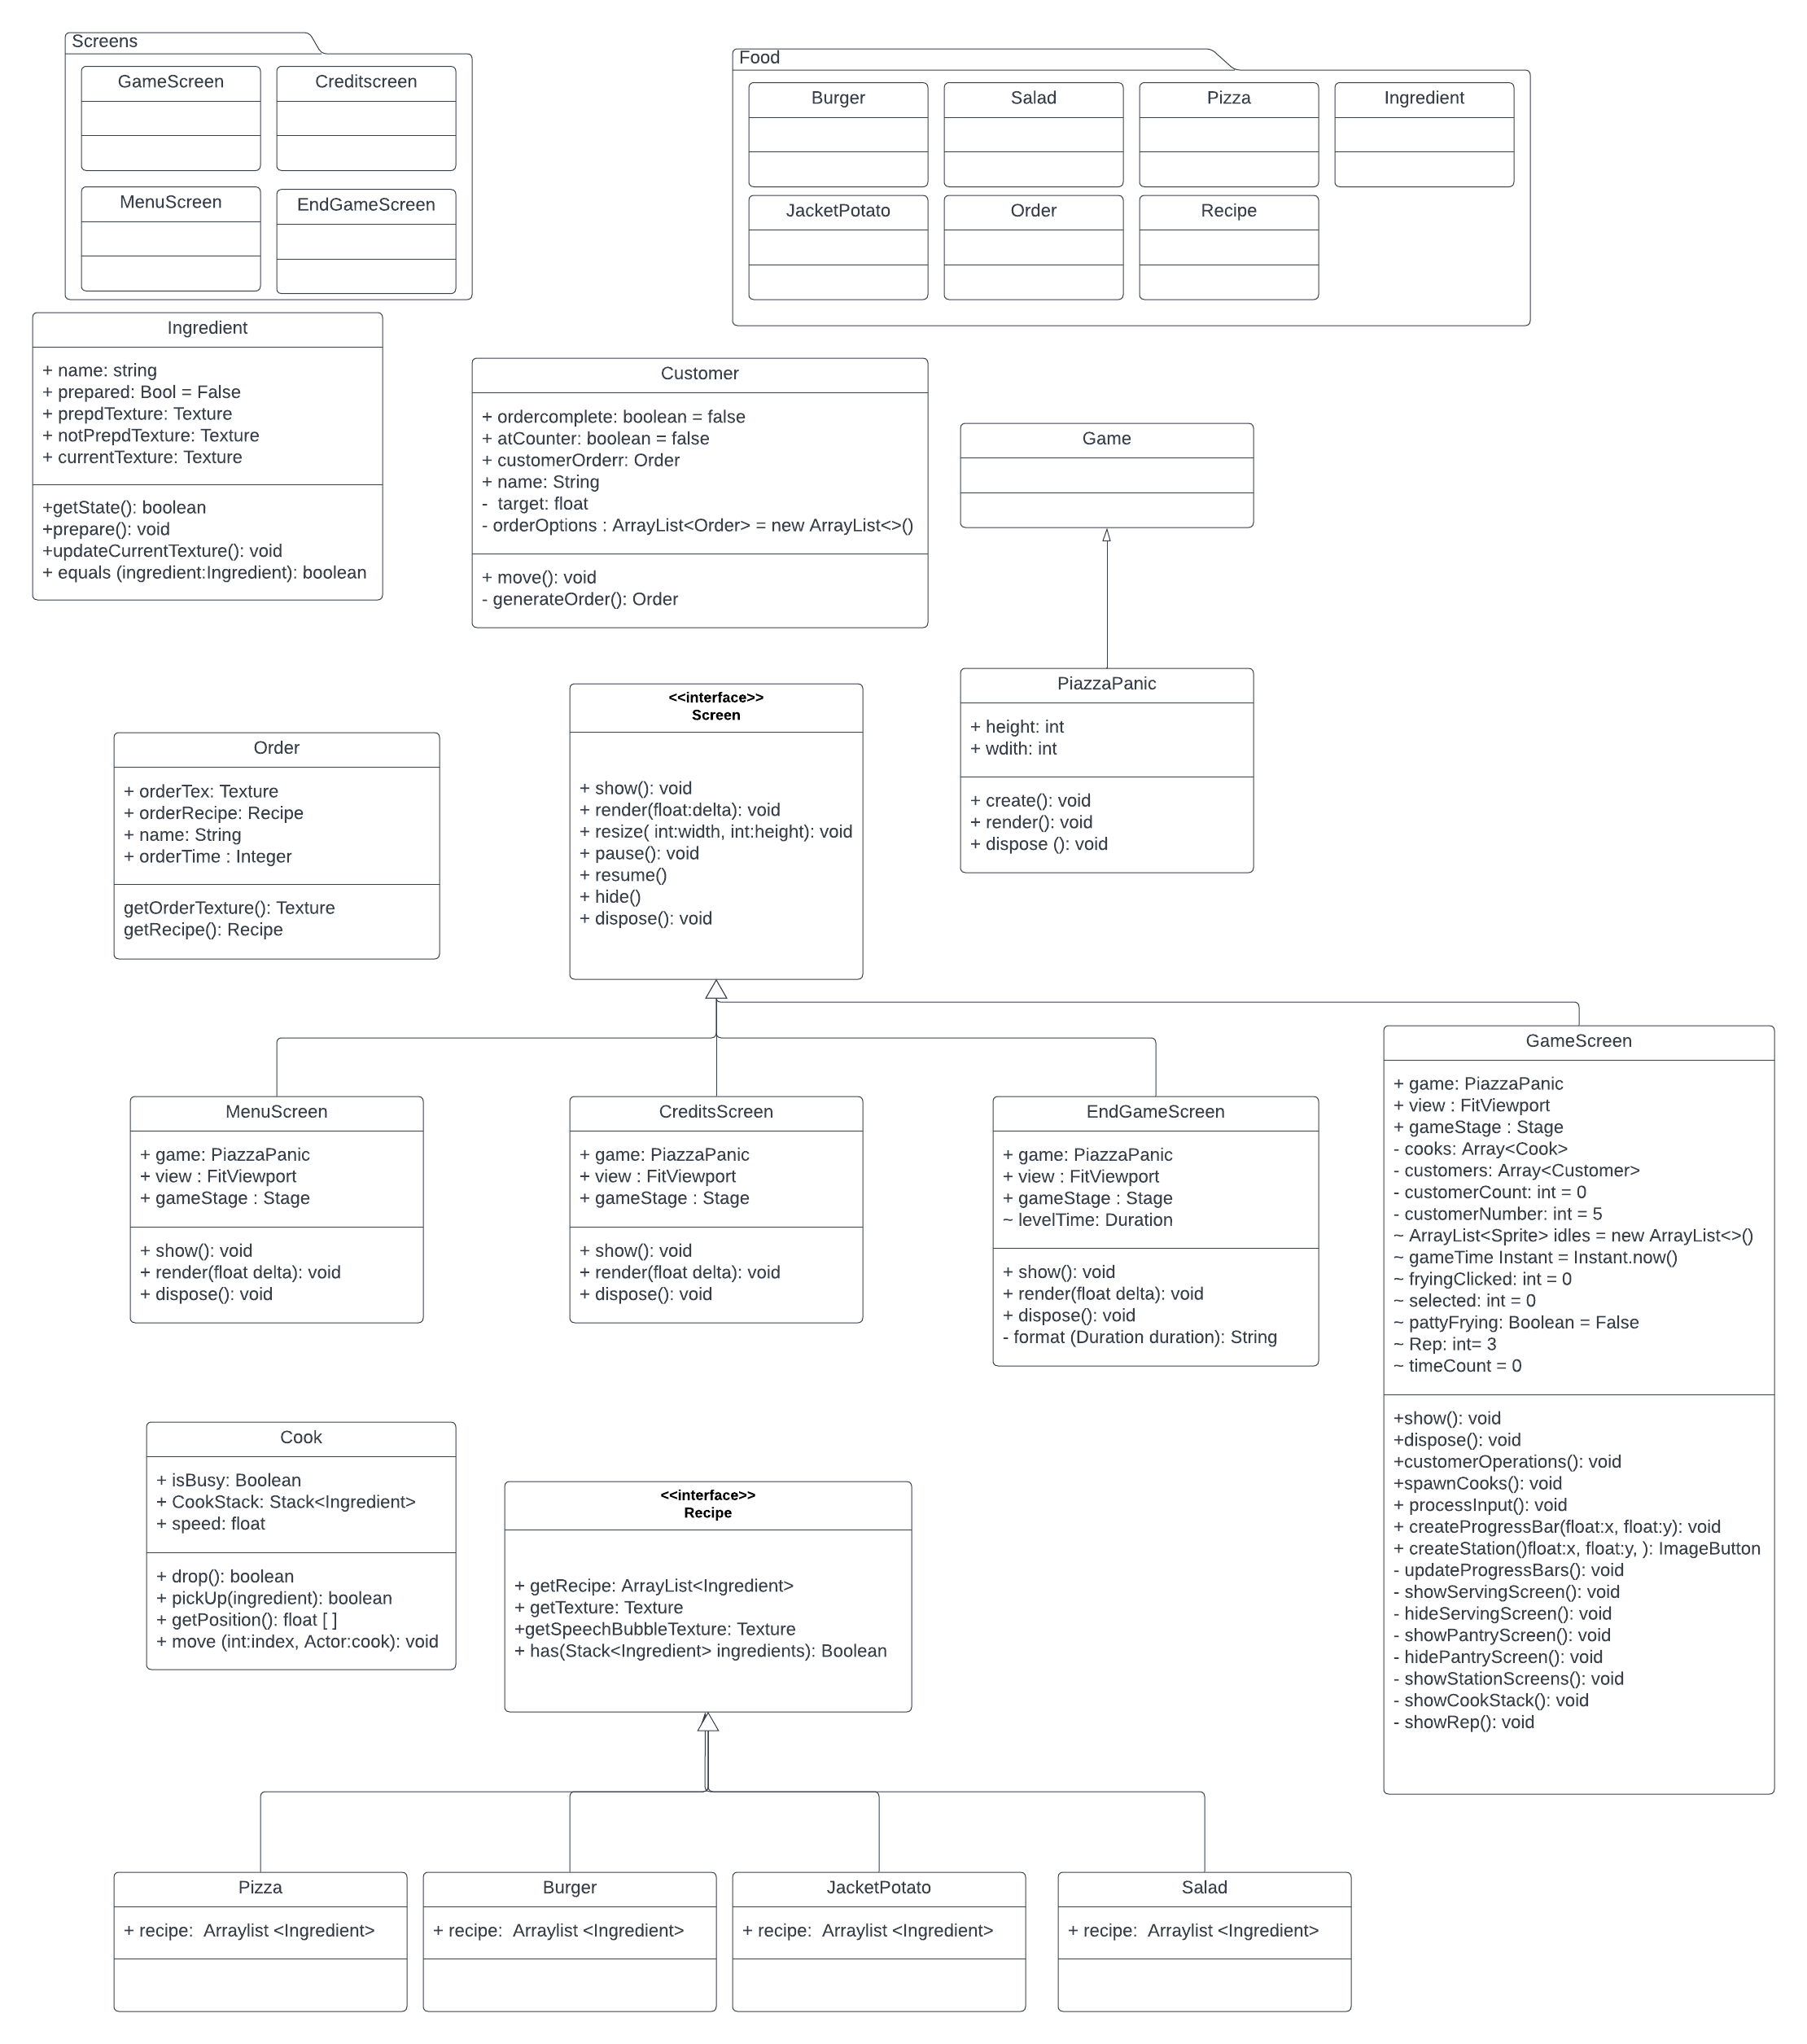 Screens
GameScreen
Creditscreen
MenuScreen
EndGameScreen
Food
Burger
Salad
Pizza
Ingredient
JacketPotato
Order
Recipe
Ingredient
+ name: string
+ prepared: Bool = False
+ prepdTexture: Texture
+ notPrepdTexture: Texture
+ currentTexture: Texture
+getState(): boolean
+prepare(): void
+updateCurrentTexture(): void
+ equals (ingredient:Ingredient): boolean
Customer
+ ordercomplete: boolean = false
+ atCounter: boolean = false
+ customerOrderr: Order
+ name: String
-  target: float
- orderOptions : ArrayList<Order> = new ArrayList<>()
+ move(): void
- generateOrder(): Order
Game
PiazzaPanic
+ height: int
+ wdith: int
+ create(): void
+ render(): void
+ dispose (): void
<<interface>>
Screen
+ show(): void
+ render(float:delta): void
+ resize( int:width, int:height): void
+ pause(): void
+ resume()
+ hide()
+ dispose(): void
Order
+ orderTex: Texture
+ orderRecipe: Recipe
+ name: String
+ orderTime : Integer
getOrderTexture(): Texture
getRecipe(): Recipe
MenuScreen
+ game: PiazzaPanic
+ view : FitViewport
+ gameStage : Stage
+ show(): void
+ render(float delta): void
+ dispose(): void
CreditsScreen
+ game: PiazzaPanic
+ view : FitViewport
+ gameStage : Stage
+ show(): void
+ render(float delta): void
+ dispose(): void
EndGameScreen
+ game: PiazzaPanic
+ view : FitViewport
+ gameStage : Stage
~ levelTime: Duration
+ show(): void
+ render(float delta): void
+ dispose(): void
- format (Duration duration): String
GameScreen
+ game: PiazzaPanic
+ view : FitViewport
+ gameStage : Stage
- cooks: Array<Cook>
- customers: Array<Customer>
- customerCount: int = 0
- customerNumber: int = 5
~ ArrayList<Sprite> idles = new ArrayList<>()
~ gameTime Instant = Instant.now()
~ fryingClicked: int = 0
~ selected: int = 0
~ pattyFrying: Boolean = False
~ Rep: int= 3
~ timeCount = 0
+show(): void
+dispose(): void
+customerOperations(): void
+spawnCooks(): void
+ processInput(): void
+ createProgressBar(float:x, float:y): void
+ createStation()float:x, float:y, ): ImageButton
- updateProgressBars(): void
- showServingScreen(): void
- hideServingScreen(): void
- showPantryScreen(): void
- hidePantryScreen(): void
- showStationScreens(): void
- showCookStack(): void
- showRep(): void
Cook
+ isBusy: Boolean
+ CookStack: Stack<Ingredient>
+ speed: float
+ drop(): boolean
+ pickUp(ingredient): boolean
+ getPosition(): float [ ]
+ move (int:index, Actor:cook): void
<<interface>>
Recipe
+ getRecipe: ArrayList<Ingredient>
+ getTexture: Texture
+getSpeechBubbleTexture: Texture
+ has(Stack<Ingredient> ingredients): Boolean
Pizza
+ recipe:  Arraylist <Ingredient>
Burger
+ recipe:  Arraylist <Ingredient>
JacketPotato
+ recipe:  Arraylist <Ingredient>
Salad
+ recipe:  Arraylist <Ingredient>